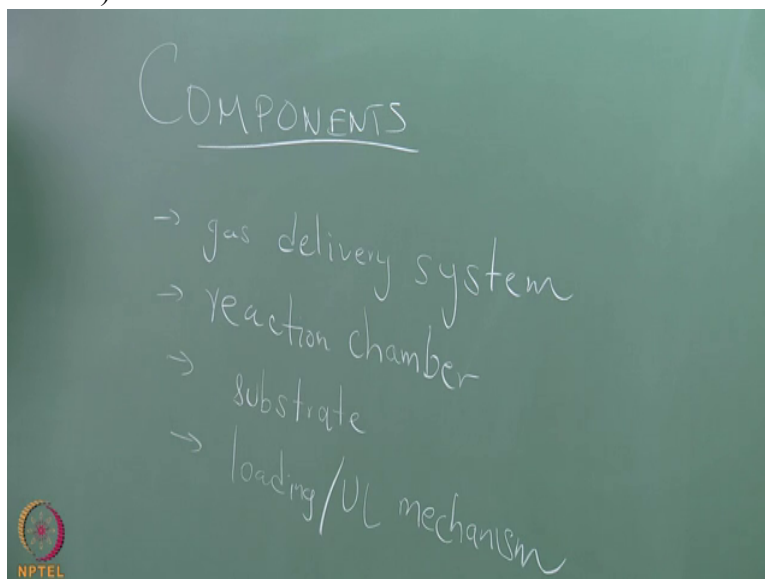 COMPONENTS
→ gas delivery system
→ reaction chamber
→ substrate
→ loading/UL mechanism
NPTEL